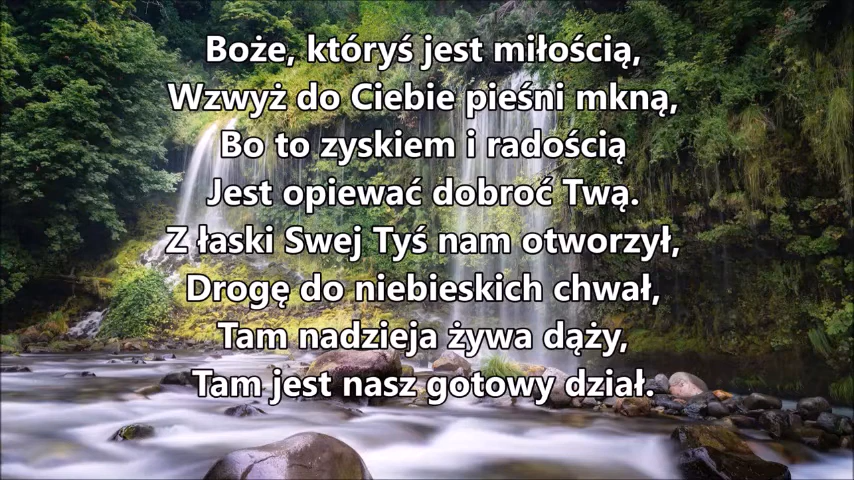 Boże, któryś jest miłością,
Wzwyż do Ciebie pieśni mkną,
Bo to zyskiem i radością
Jest opiewać dobroć Twą.
Z łaski Swej Tyś nam otworzył,
Drogę do niebieskich chwał,
Tam nadzieja żywa dąży,
Tam jest nasz gotowy dział.